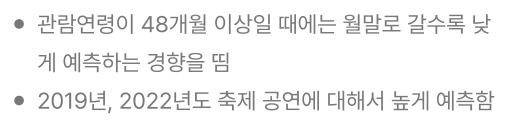 • 관람연령이 48개월 이상일 때에는 월말로 갈수록 낮
게 예측하는 경향을 띰
• 2019년, 2022년도 축제 공연에 대해서 높게 예측함